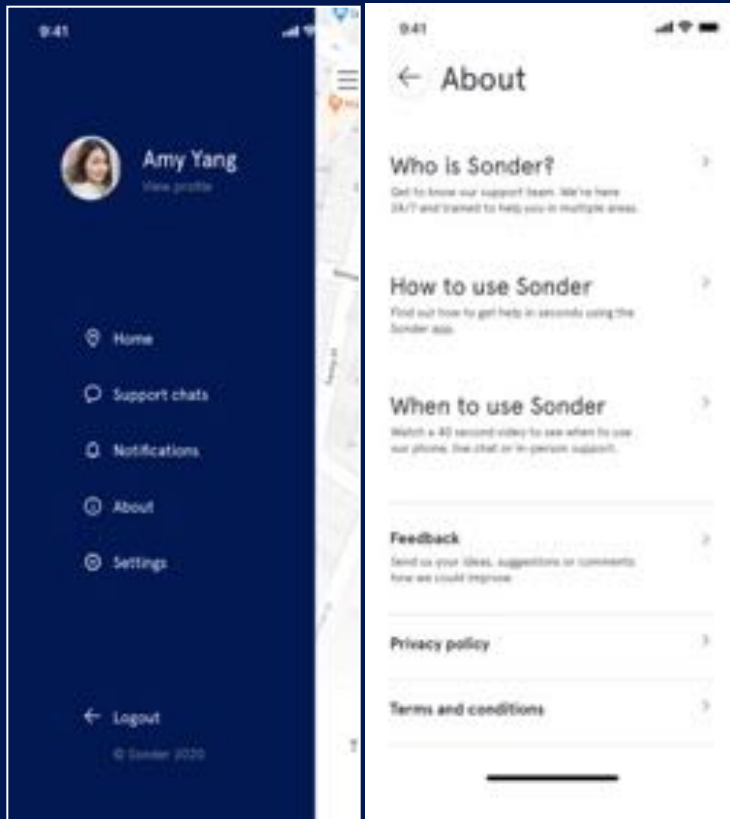 9:41
Amy Yang
View profile
Home
Support chats
Notifications
About
Settings
Logout
© Sonder 2020
9:41
About
Who is Sonder?
Get to know our support team. We're here
24/7 and trained to help you in multiple areas.
How to use Sonder
Find out how to get help in seconds using the
Sonder app.
When to use Sonder
Watch a 40 second video to see when to use
our phone, live chat or in-person support.
Feedback
Send us your ideas, suggestions or comments
how we could improve.
Privacy policy
Terms and conditions